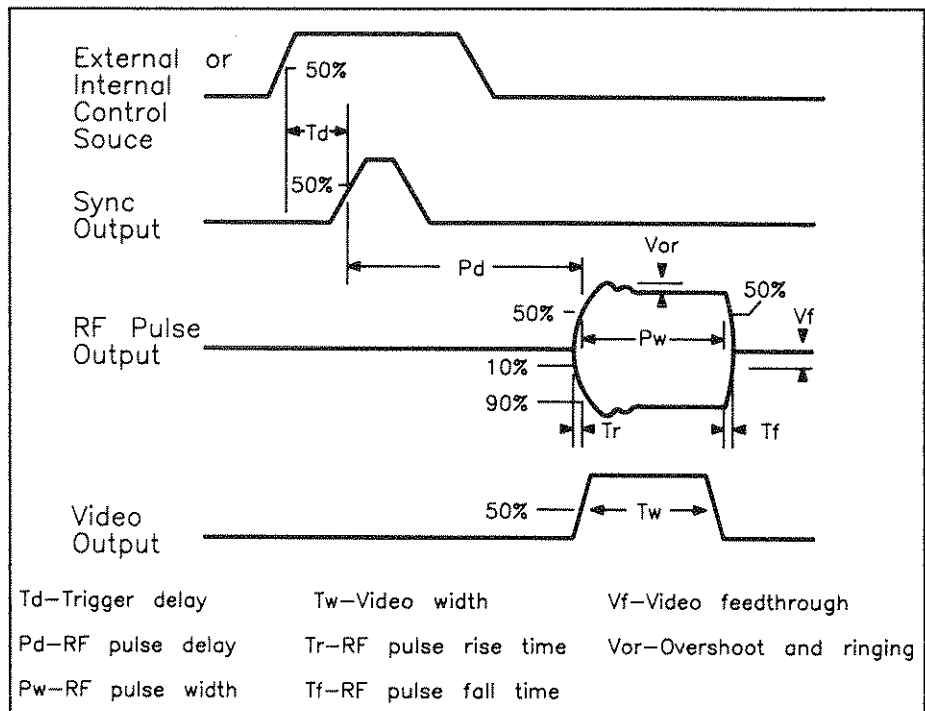 External or
Internal
Control
Souce
50%
Td
50%
Sync
Output
Vor
Pd
50%
50%
Vf
RF Pulse
Output
Pw
10%
90%
Tr
Tf
Video
Output
50%
Tw
Td–Trigger delay
Tw–Video width
Vf–Video feedthrough
Pd–RF pulse delay
Tr–RF pulse rise time
Vor–Overshoot and ringing
Pw–RF pulse width
Tf–RF pulse fall time